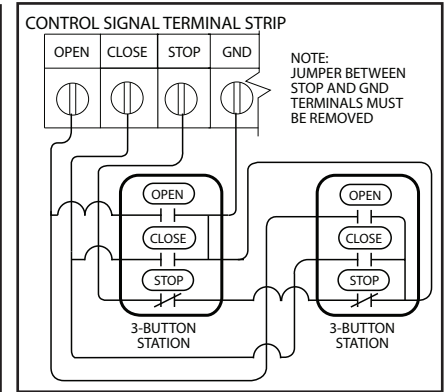 CONTROL SIGNAL TERMINAL STRIP
OPEN CLOSE STOP GND
NOTE:
JUMPER BETWEEN
STOP AND GND
TERMINALS MUST
BE REMOVED
OPEN
CLOSE
STOP
3-BUTTON
STATION
OPEN
CLOSE
STOP
3-BUTTON
STATION